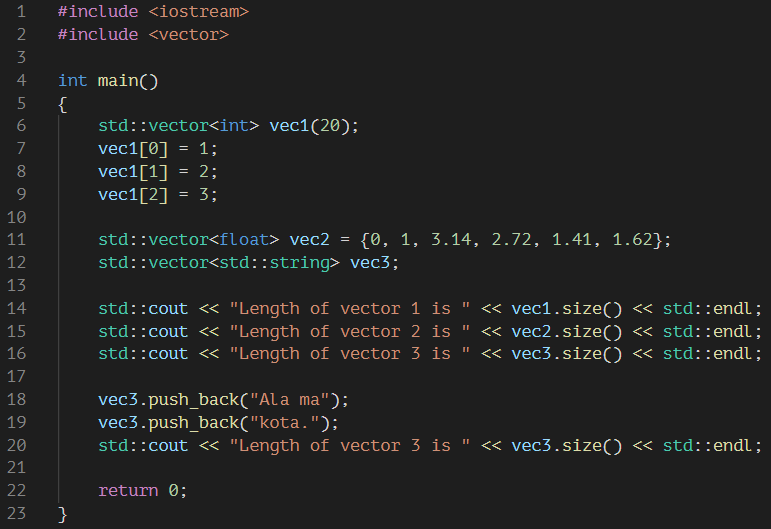 1 #include <iostream>
2 #include <vector>
3
4 int main()
5 {
6     std::vector<int> vec1(20);
7     vec1[0] = 1;
8     vec1[1] = 2;
9     vec1[2] = 3;
10
11     std::vector<float> vec2 = {0, 1, 3.14, 2.72, 1.41, 1.62};
12     std::vector<std::string> vec3;
13
14     std::cout << "Length of vector 1 is " << vec1.size() << std::endl;
15     std::cout << "Length of vector 2 is " << vec2.size() << std::endl;
16     std::cout << "Length of vector 3 is " << vec3.size() << std::endl;
17
18     vec3.push_back("Ala ma");
19     vec3.push_back("kota.");
20     std::cout << "Length of vector 3 is " << vec3.size() << std::endl;
21
22     return 0;
23 }